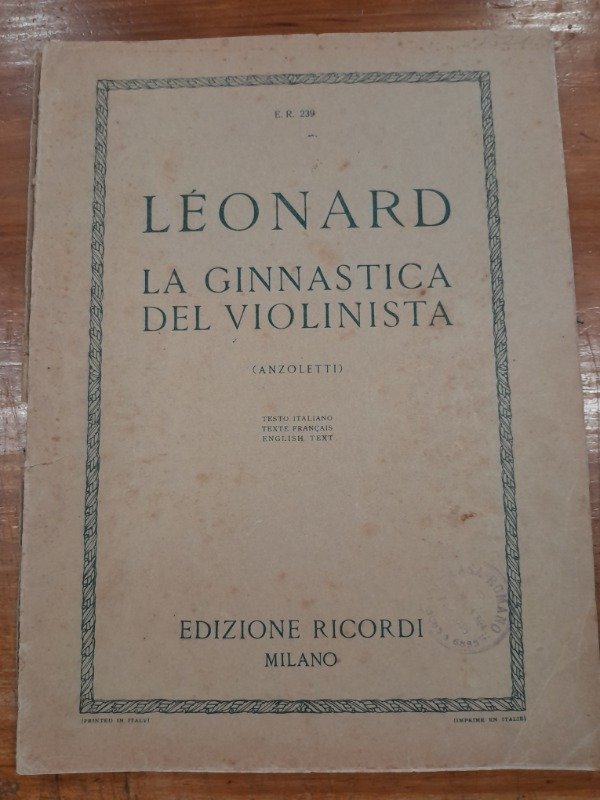 E. R. 239
LÉONARD
LA GINNASTICA
DEL VIOLINISTA
(ANZOLETTI)
TESTO ITALIANO
TEXTE FRANÇAIS
ENGLISH TEXT
ROMANO
EDIZIONE RICORDI
MILANO
(PRINTED IN ITALY)
(IMPRIMÉ EN ITALIE)